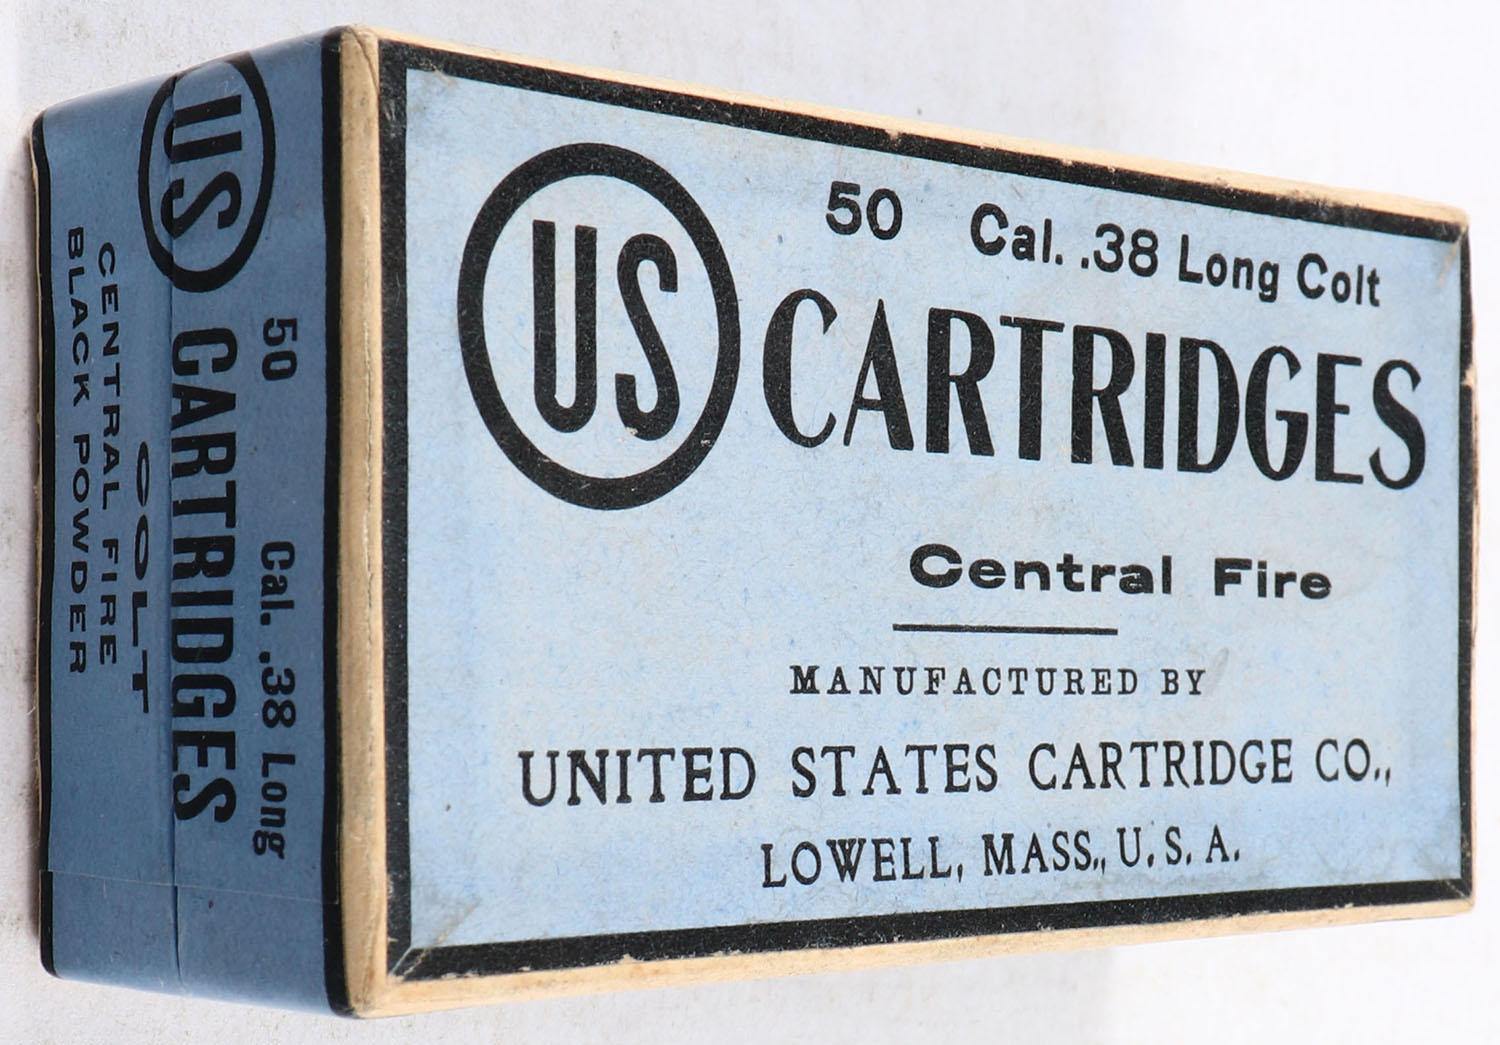 50 Cal. .38 Long Colt
US CARTRIDGES
Central Fire
MANUFACTURED BY
UNITED STATES CARTRIDGE CO.,
LOWELL, MASS., U. S. A.
50 Cal. .38 Long
US CARTRIDGES
COLT
CENTRAL FIRE
BLACK POWDER